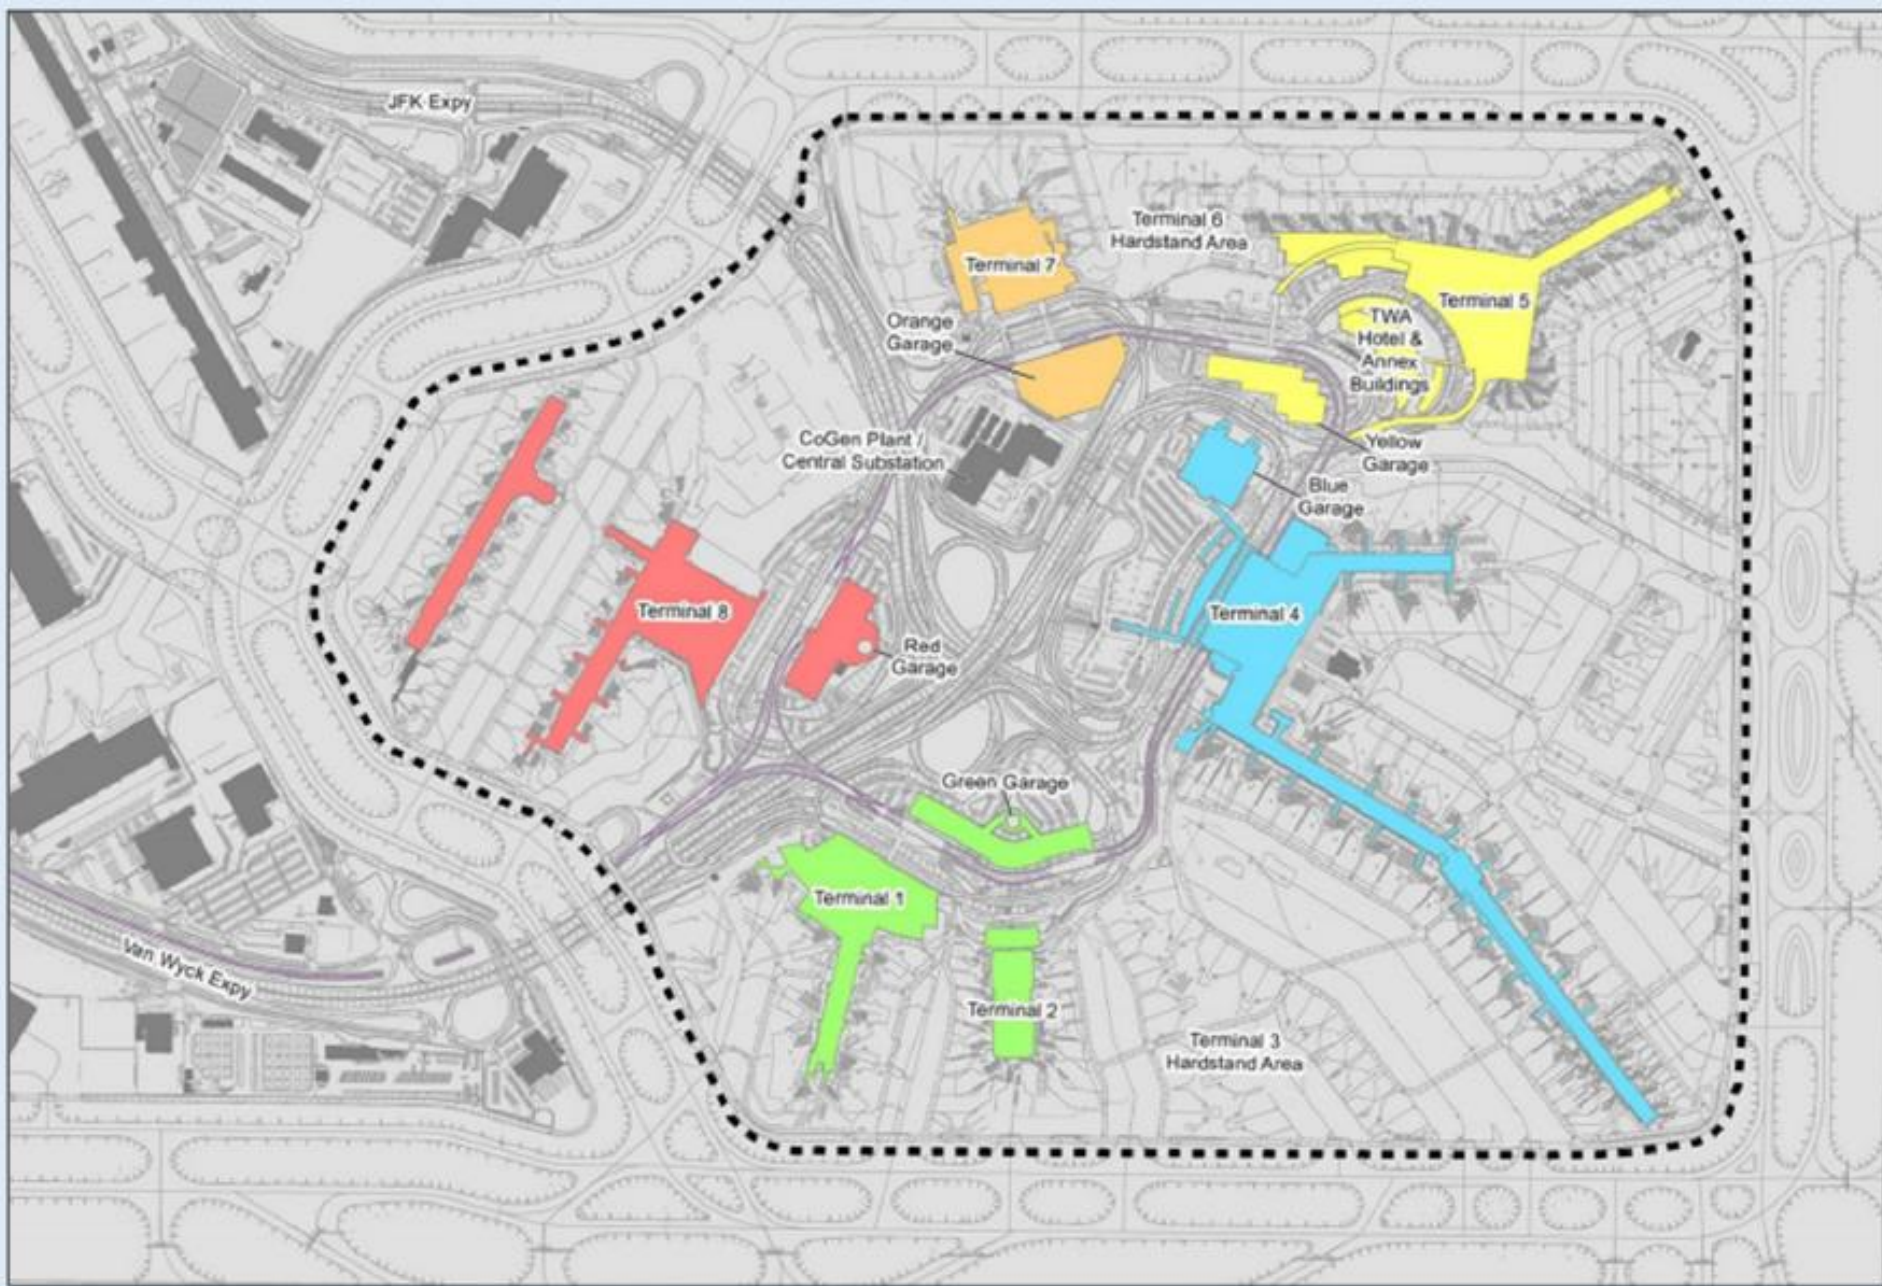 JFK Expy
Terminal 6
Hardstand Area
Terminal 7
Terminal 5
Orange
Garage
TWA
Hotel &
Annex
Buildings
CoGen Plant /
Central Substation
Yellow
Garage
Blue
Garage
Terminal 8
Terminal 4
Red
Garage
Green Garage
Terminal 1
Van Wyck Expy
Terminal 2
Terminal 3
Hardstand Area